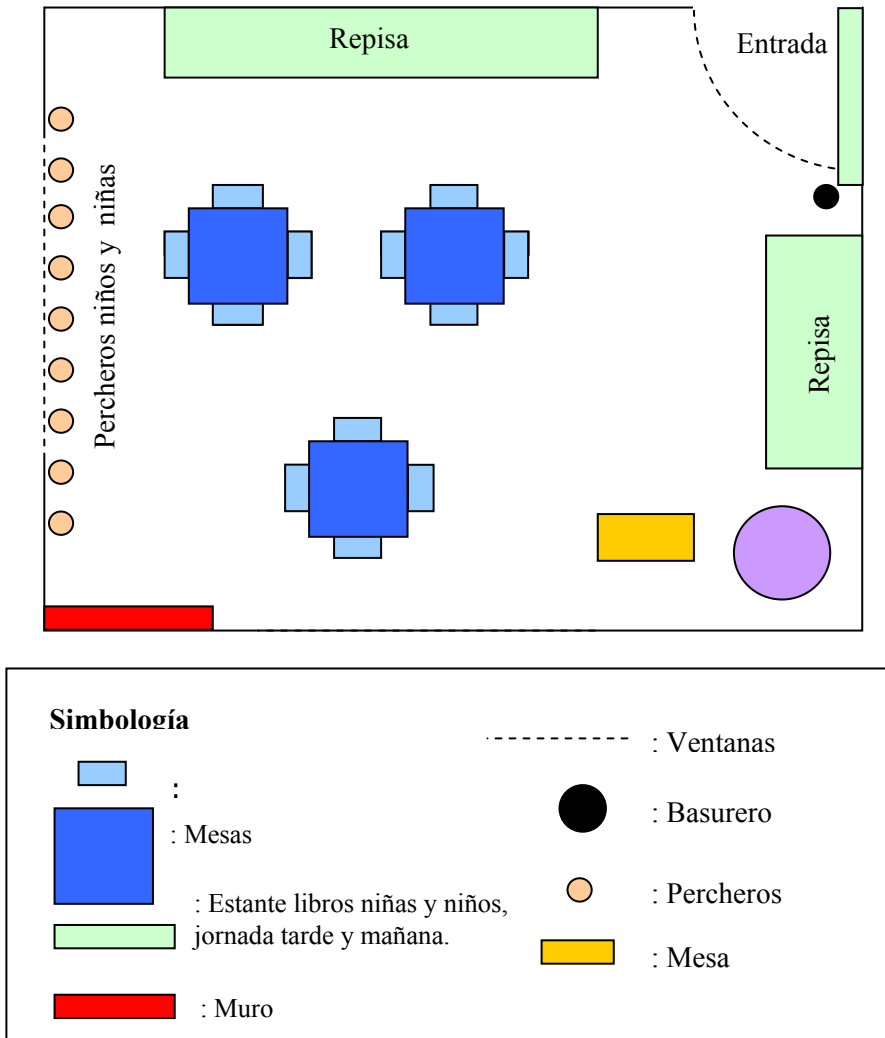 Repisa
Entrada
Percheros niños y niñas
Repisa
Simbología
:
: Mesas
: Estante libros niñas y niños,
jornada tarde y mañana.
: Muro
: Ventanas
: Basurero
: Percheros
: Mesa